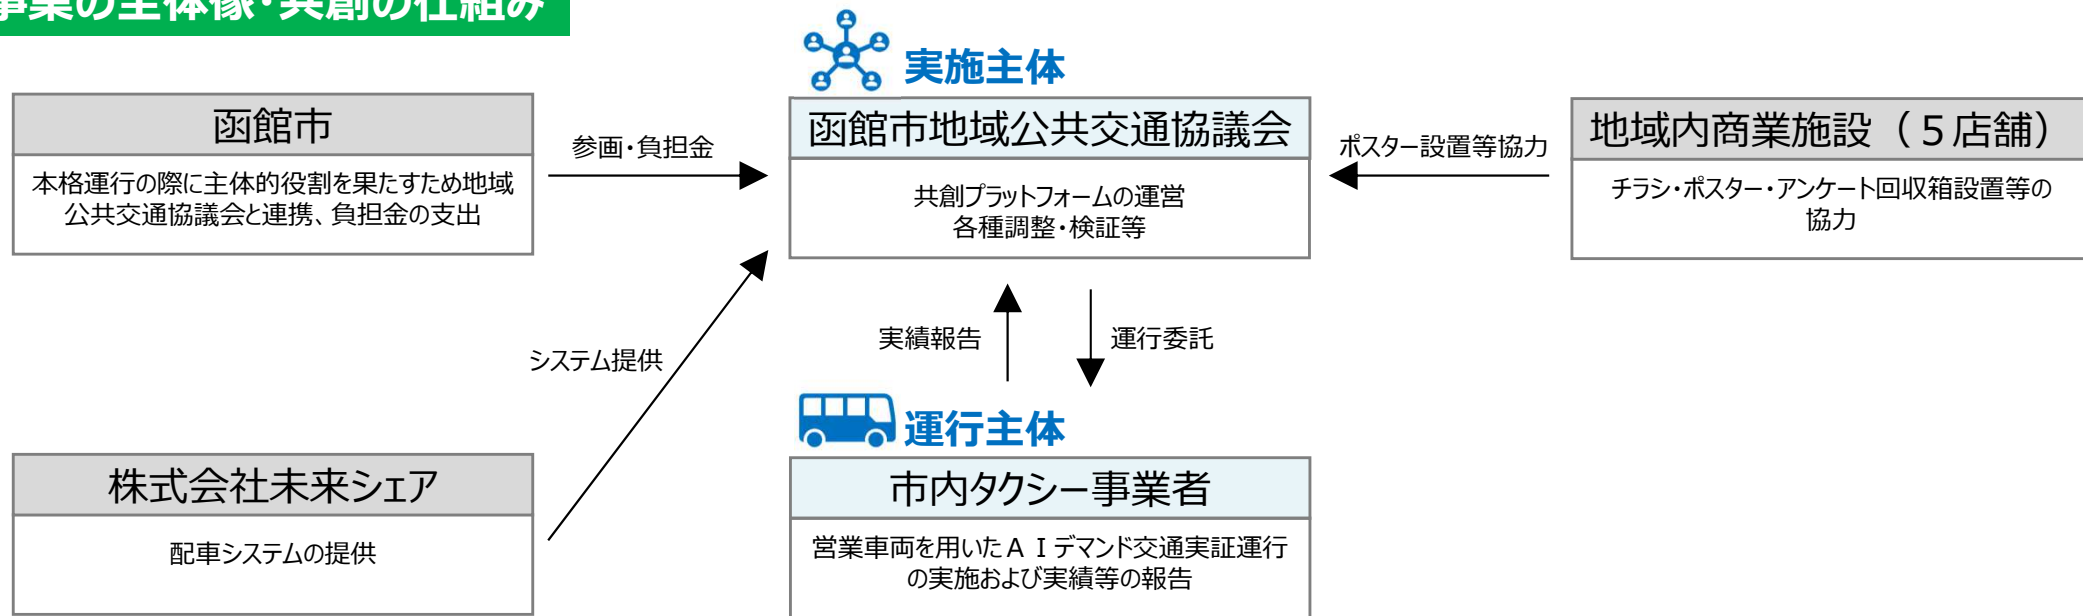 事業の全体像・共創の仕組み
実施主体
函館市
本格運行の際に主体的役割を果たすため地域
公共交通協議会と連携、負担金の支出
参画・負担金
函館市地域公共交通協議会
共創プラットフォームの運営
各種調整・検証等
ポスター設置等協力
地域内商業施設（５店舗）
チラシ・ポスター・アンケート回収箱設置等の
協力
システム提供
実績報告
運行委託
運行主体
株式会社未来シェア
配車システムの提供
市内タクシー事業者
営業車両を用いたＡＩデマンド交通実証運行
の実施および実績等の報告